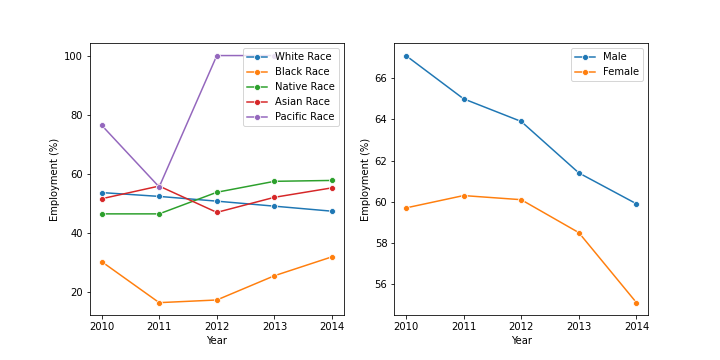 100
80
60
40
20
Employment (%)
2010 2011 2012 2013 2014
Year
White Race
Black Race
Native Race
Asian Race
Pacific Race
66
64
62
60
58
56
Employment (%)
2010 2011 2012 2013 2014
Year
Male
Female